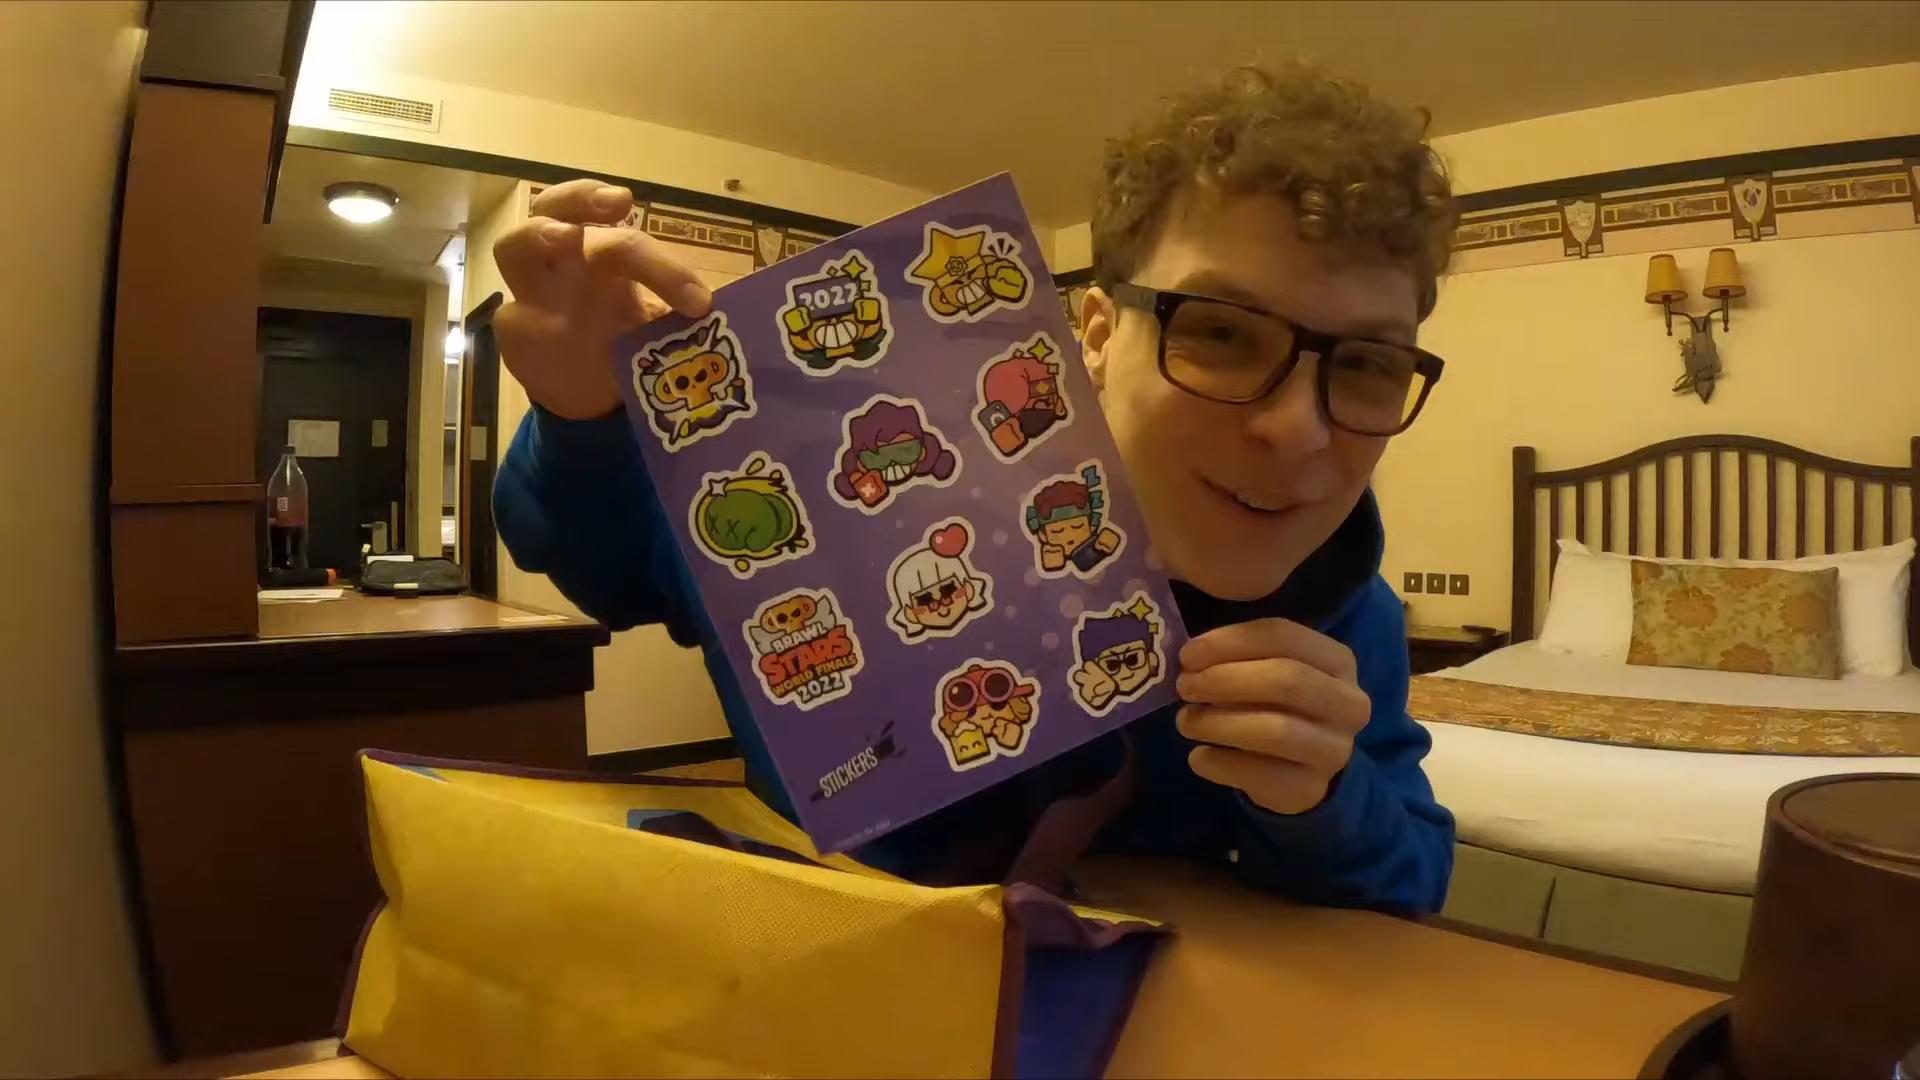 2022
BRAWL
STARS
WORLD FINALS
2022
STICKERS